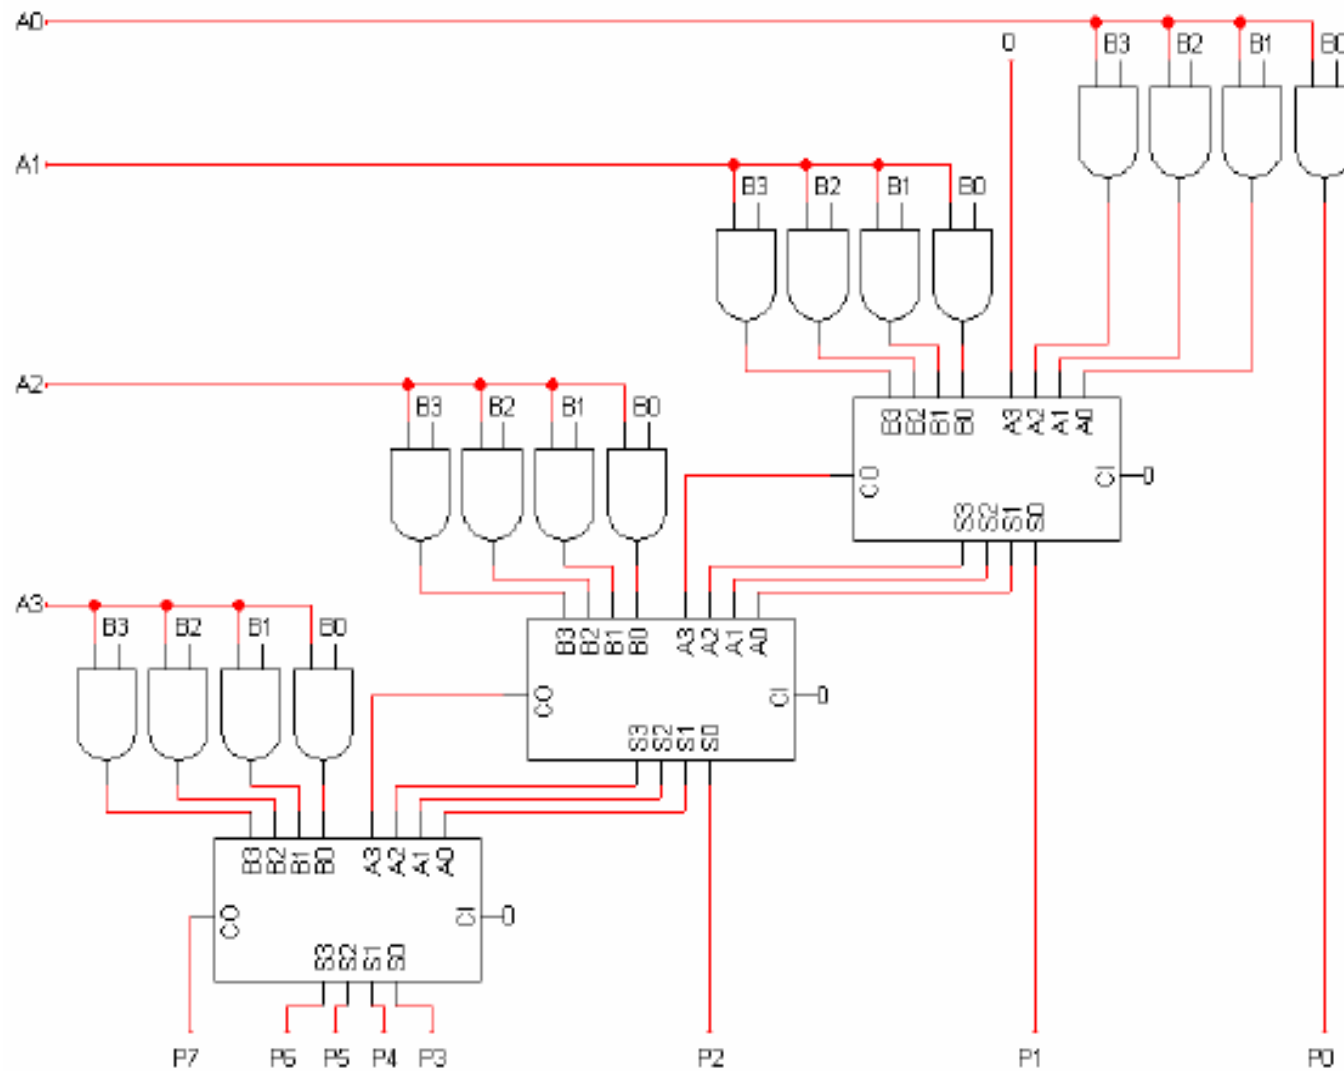 A0
0 B3 B2 B1 B0
A1
B3 B2 B1 B0
A2
B3 B2 B1 B0
B3 B2 B1 B0 A3 A2 A1 A0
CO CI 0
S3 S2 S1 S0
A3
B3 B2 B1 B0
B3 B2 B1 B0 A3 A2 A1 A0
CO CI 0
S3 S2 S1 S0
B3 B2 B1 B0 A3 A2 A1 A0
CO CI 0
S3 S2 S1 S0
P7 P6 P5 P4 P3 P2 P1 P0